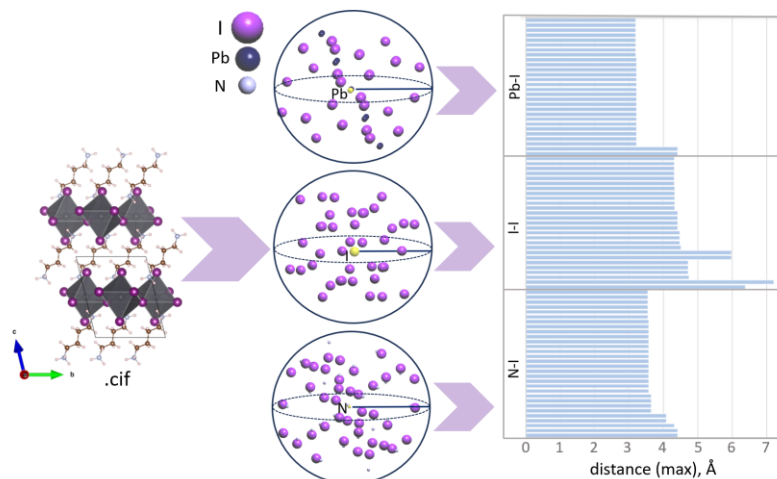 I
Pb
N
c
b
.cif
Pb
I
N
Pb-I
I-I
N-I
0 1 2 3 4 5 6 7
distance (max), Å